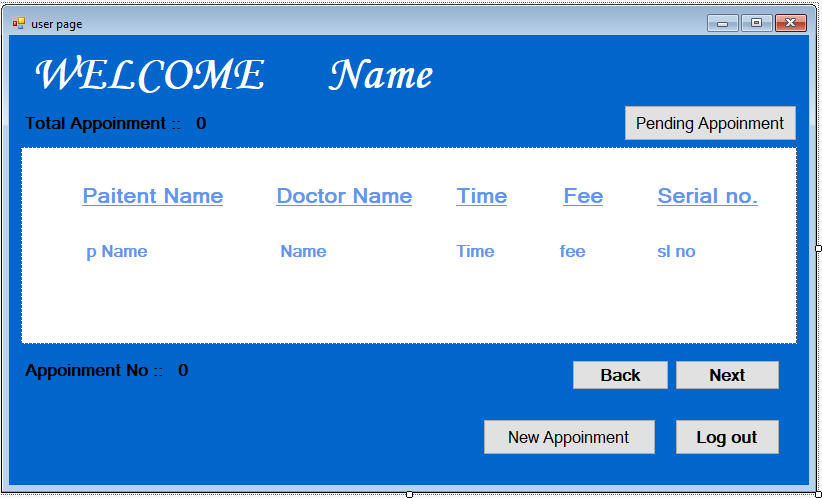 user page
WELCOME Name
Total Appoinment :: 0
Pending Appoinment
Paitent Name Doctor Name Time Fee Serial no.
p Name Name Time fee sl no
Appoinment No :: 0
Back Next
New Appoinment Log out